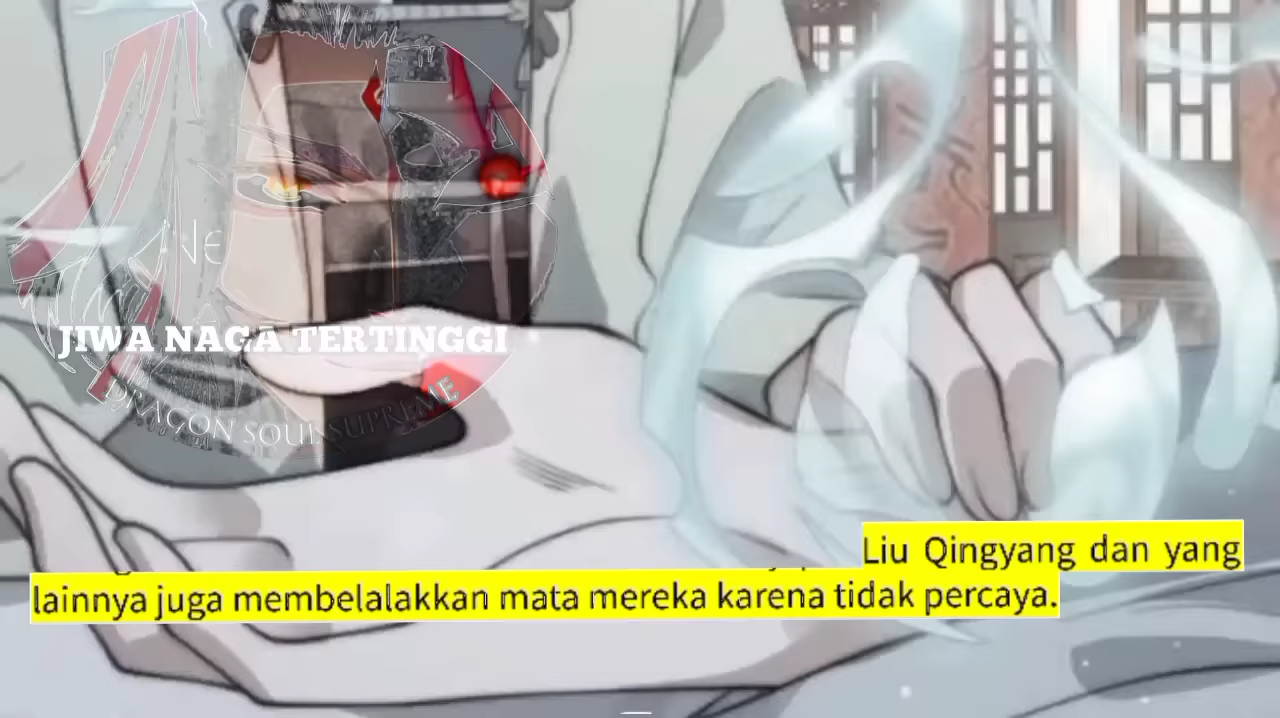 JIWA NAGA TERTINGGI
DRAGON SOUL SUPREME
Liu Qingyang dan yang
lainnya juga membelalakkan mata mereka karena tidak percaya.